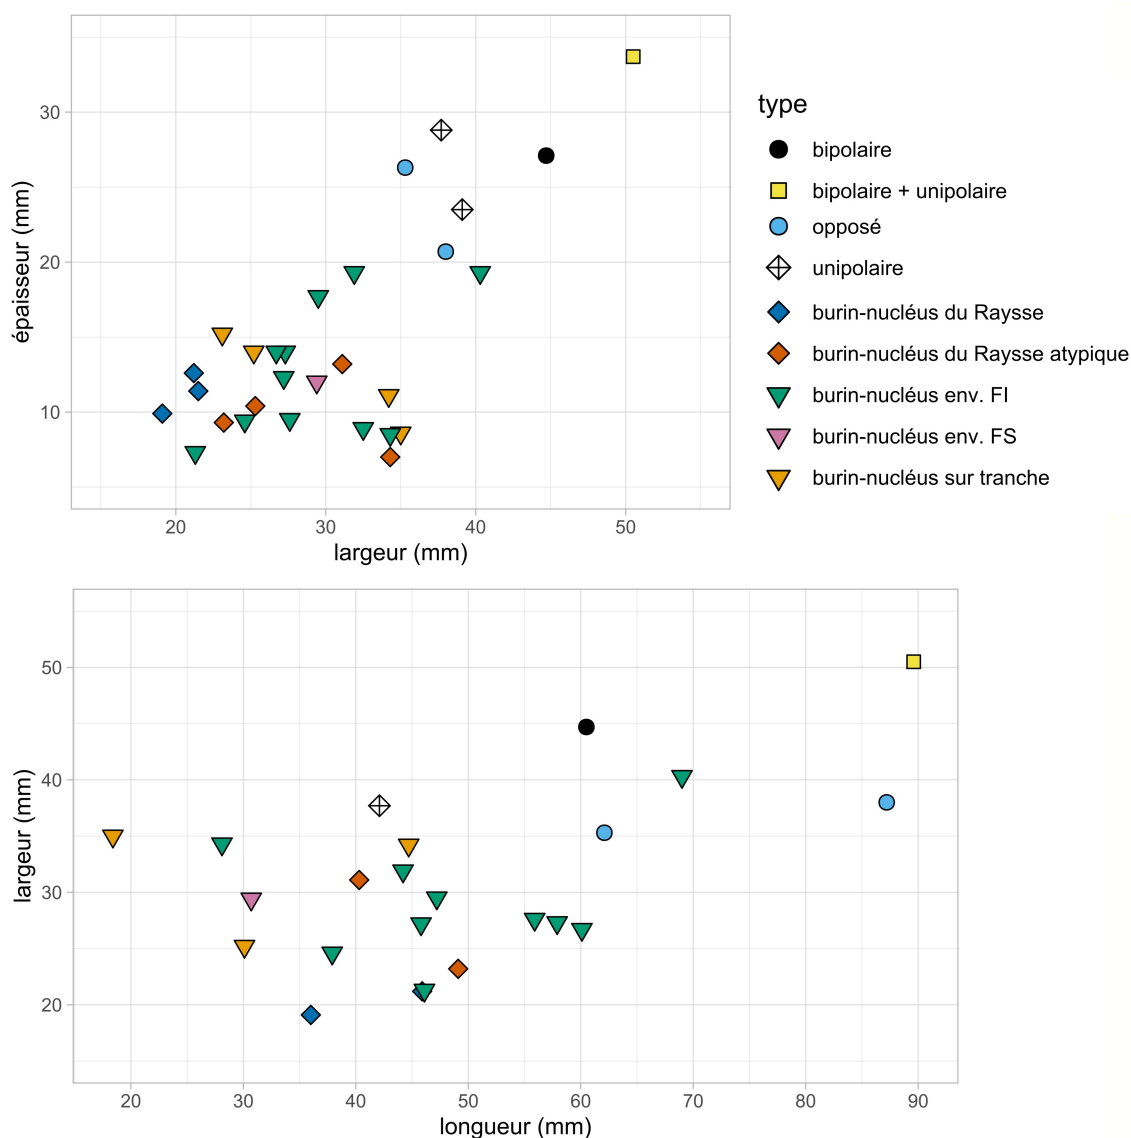 30
20
10
épaisseur (mm)
20 30 40 50
largeur (mm)
type
bipolaire
bipolaire + unipolaire
opposé
unipolaire
burin-nucléus du Raysse
burin-nucléus du Raysse atypique
burin-nucléus env. FI
burin-nucléus env. FS
burin-nucléus sur tranche
50
40
30
20
largeur (mm)
20 30 40 50 60 70 80 90
longueur (mm)